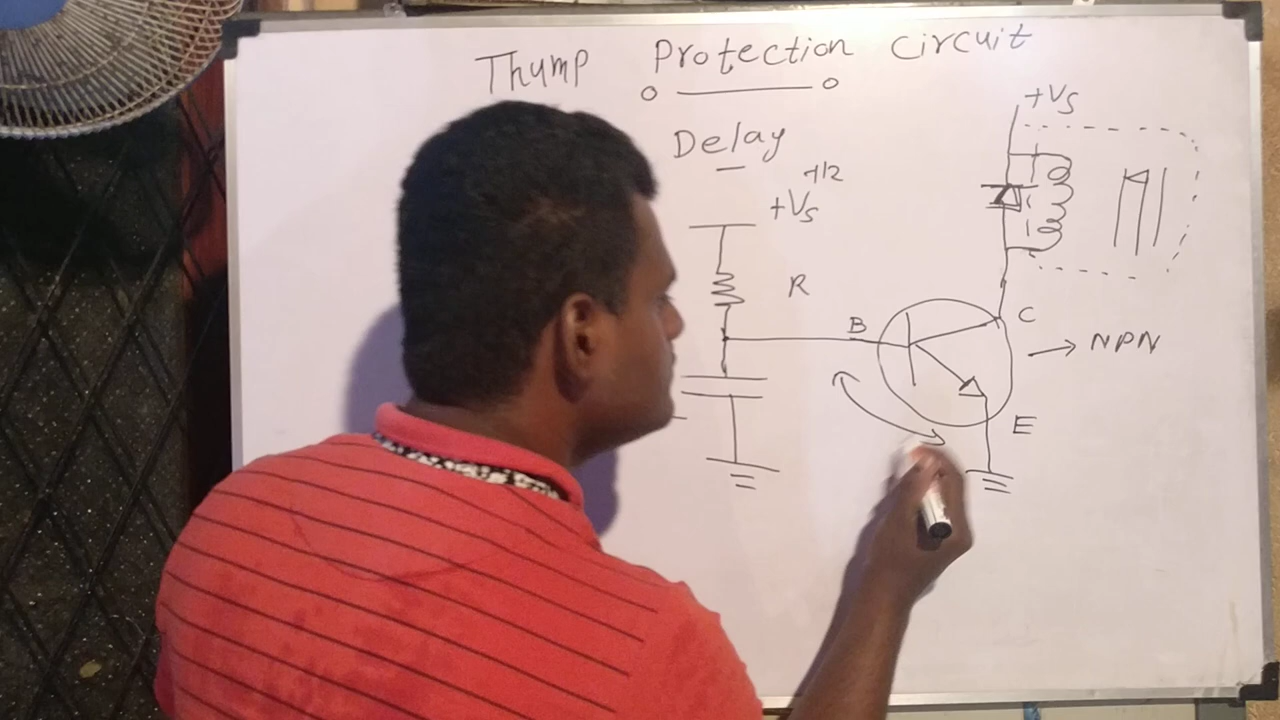 Thump Protection Circuit
Delay
+Vs +12
+Vs
R
B
C
NPN
E